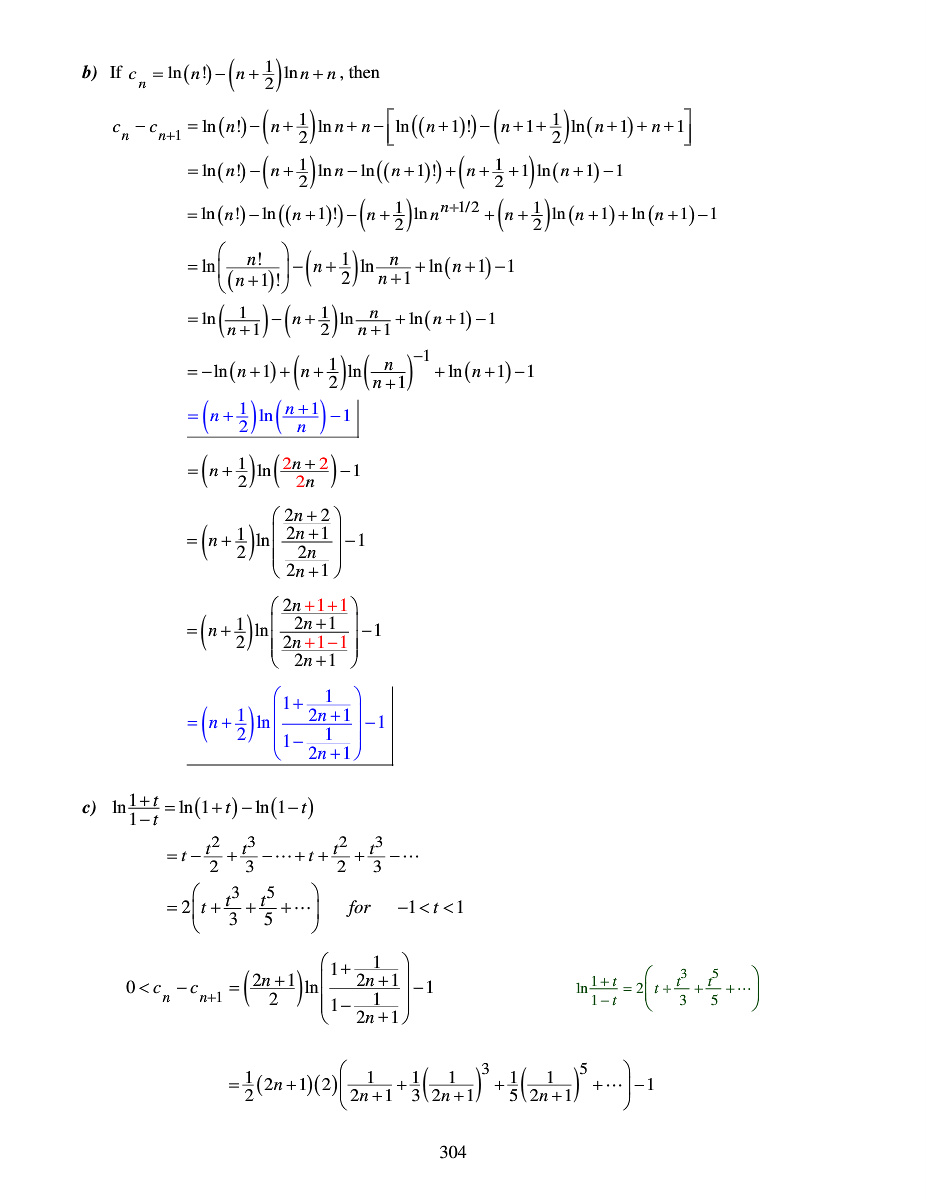 b) If c_n = ln(n!) − (n + 1/2) ln n + n, then
c_n − c_{n+1} = ln(n!) − (n + 1/2) ln n + n − [ln((n+1)!) − (n + 1 + 1/2) ln(n+1) + n + 1]
= ln(n!) − (n + 1/2) ln n − ln((n+1)!) + (n + 1/2 + 1) ln(n+1) − 1
= ln(n!) − ln((n+1)!) − (n + 1/2) ln n^{n+1/2} + (n + 1/2) ln(n+1) + ln(n+1) − 1
= ln(n!/(n+1)!) − (n + 1/2) ln n/(n+1) + ln(n+1) − 1
= ln(1/(n+1)) − (n + 1/2) ln n/(n+1) + ln(n+1) − 1
= −ln(n+1) + (n + 1/2) ln(n/(n+1))^{−1} + ln(n+1) − 1
= (n + 1/2) ln((n+1)/n) − 1
= (n + 1/2) ln((2n+2)/(2n)) − 1
= (n + 1/2) ln(((2n+2)/(2n+1))/((2n)/(2n+1))) − 1
= (n + 1/2) ln(((2n+1+1)/(2n+1))/((2n+1−1)/(2n+1))) − 1
= (n + 1/2) ln((1 + 1/(2n+1))/(1 − 1/(2n+1))) − 1
c) ln (1+t)/(1−t) = ln(1+t) − ln(1−t)
= t − t²/2 + t³/3 − ⋯ + t + t²/2 + t³/3 − ⋯
= 2(t + t³/3 + t⁵/5 + ⋯) for −1 < t < 1
0 < c_n − c_{n+1} = ((2n+1)/2) ln((1 + 1/(2n+1))/(1 − 1/(2n+1))) − 1 ln (1+t)/(1−t) = 2(t + t³/3 + t⁵/5 + ⋯)
= 1/2 (2n+1)(2)(1/(2n+1) + 1/3 (1/(2n+1))³ + 1/5 (1/(2n+1))⁵ + ⋯) − 1
304